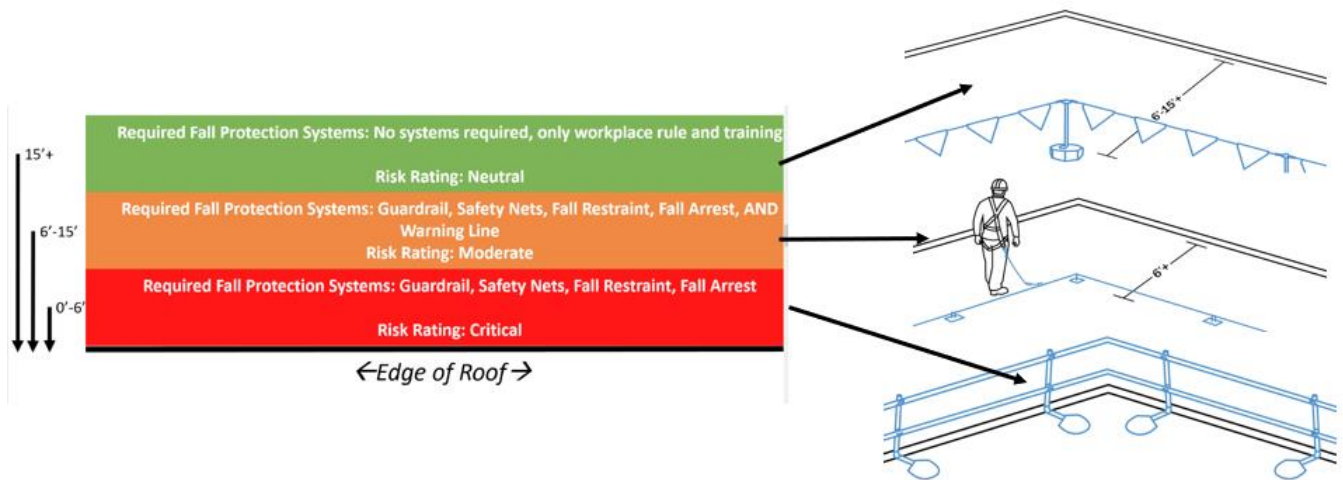 Required Fall Protection Systems: No systems required, only workplace rule and training
Risk Rating: Neutral
15'+
Required Fall Protection Systems: Guardrail, Safety Nets, Fall Restraint, Fall Arrest, AND
Warning Line
Risk Rating: Moderate
6'-15'
Required Fall Protection Systems: Guardrail, Safety Nets, Fall Restraint, Fall Arrest
0'-6'
Risk Rating: Critical
←Edge of Roof→
6'-15'+
6'+